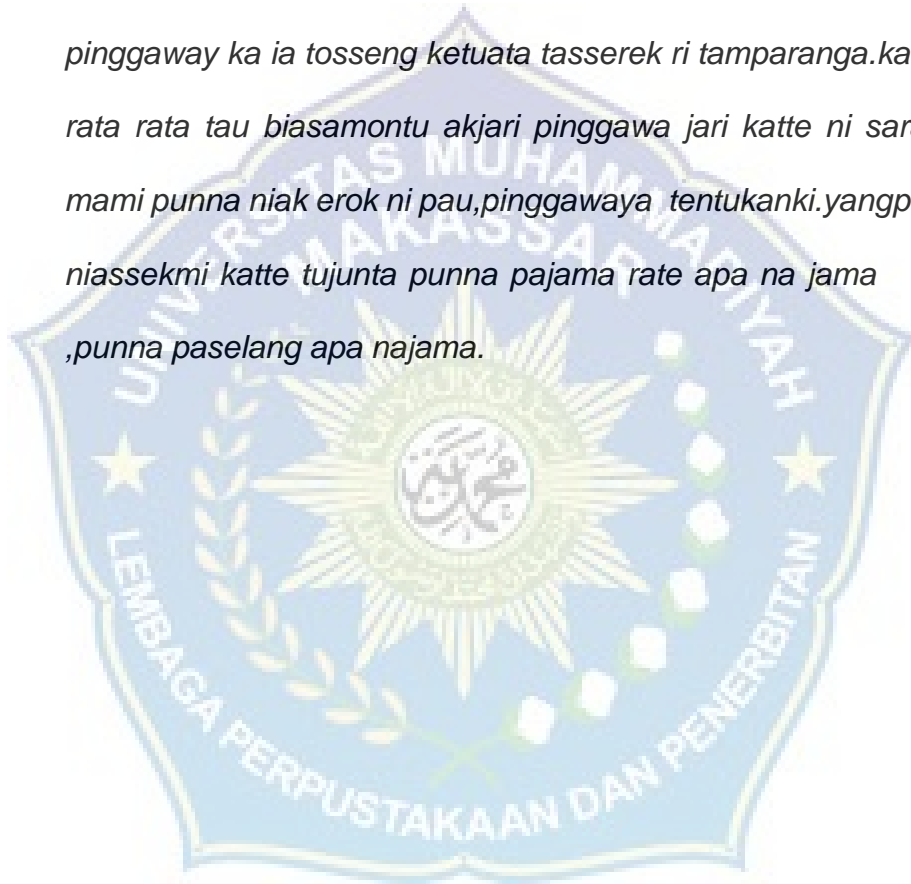 pinggaway ka ia tosseng ketuata tasserek ri tamparanga.ka
rata rata tau biasamontu akjari pinggawa jari katte ni sar
mami punna niak erok ni pau,pinggawaya tentukanki.yangp
niassekmi katte tujunta punna pajama rate apa na jama
,punna paselang apa najama.
UNIVERSITAS MUHAMMADIYAH
MAKASSAR
LEMBAGA PERPUSTAKAAN DAN PENERBITAN